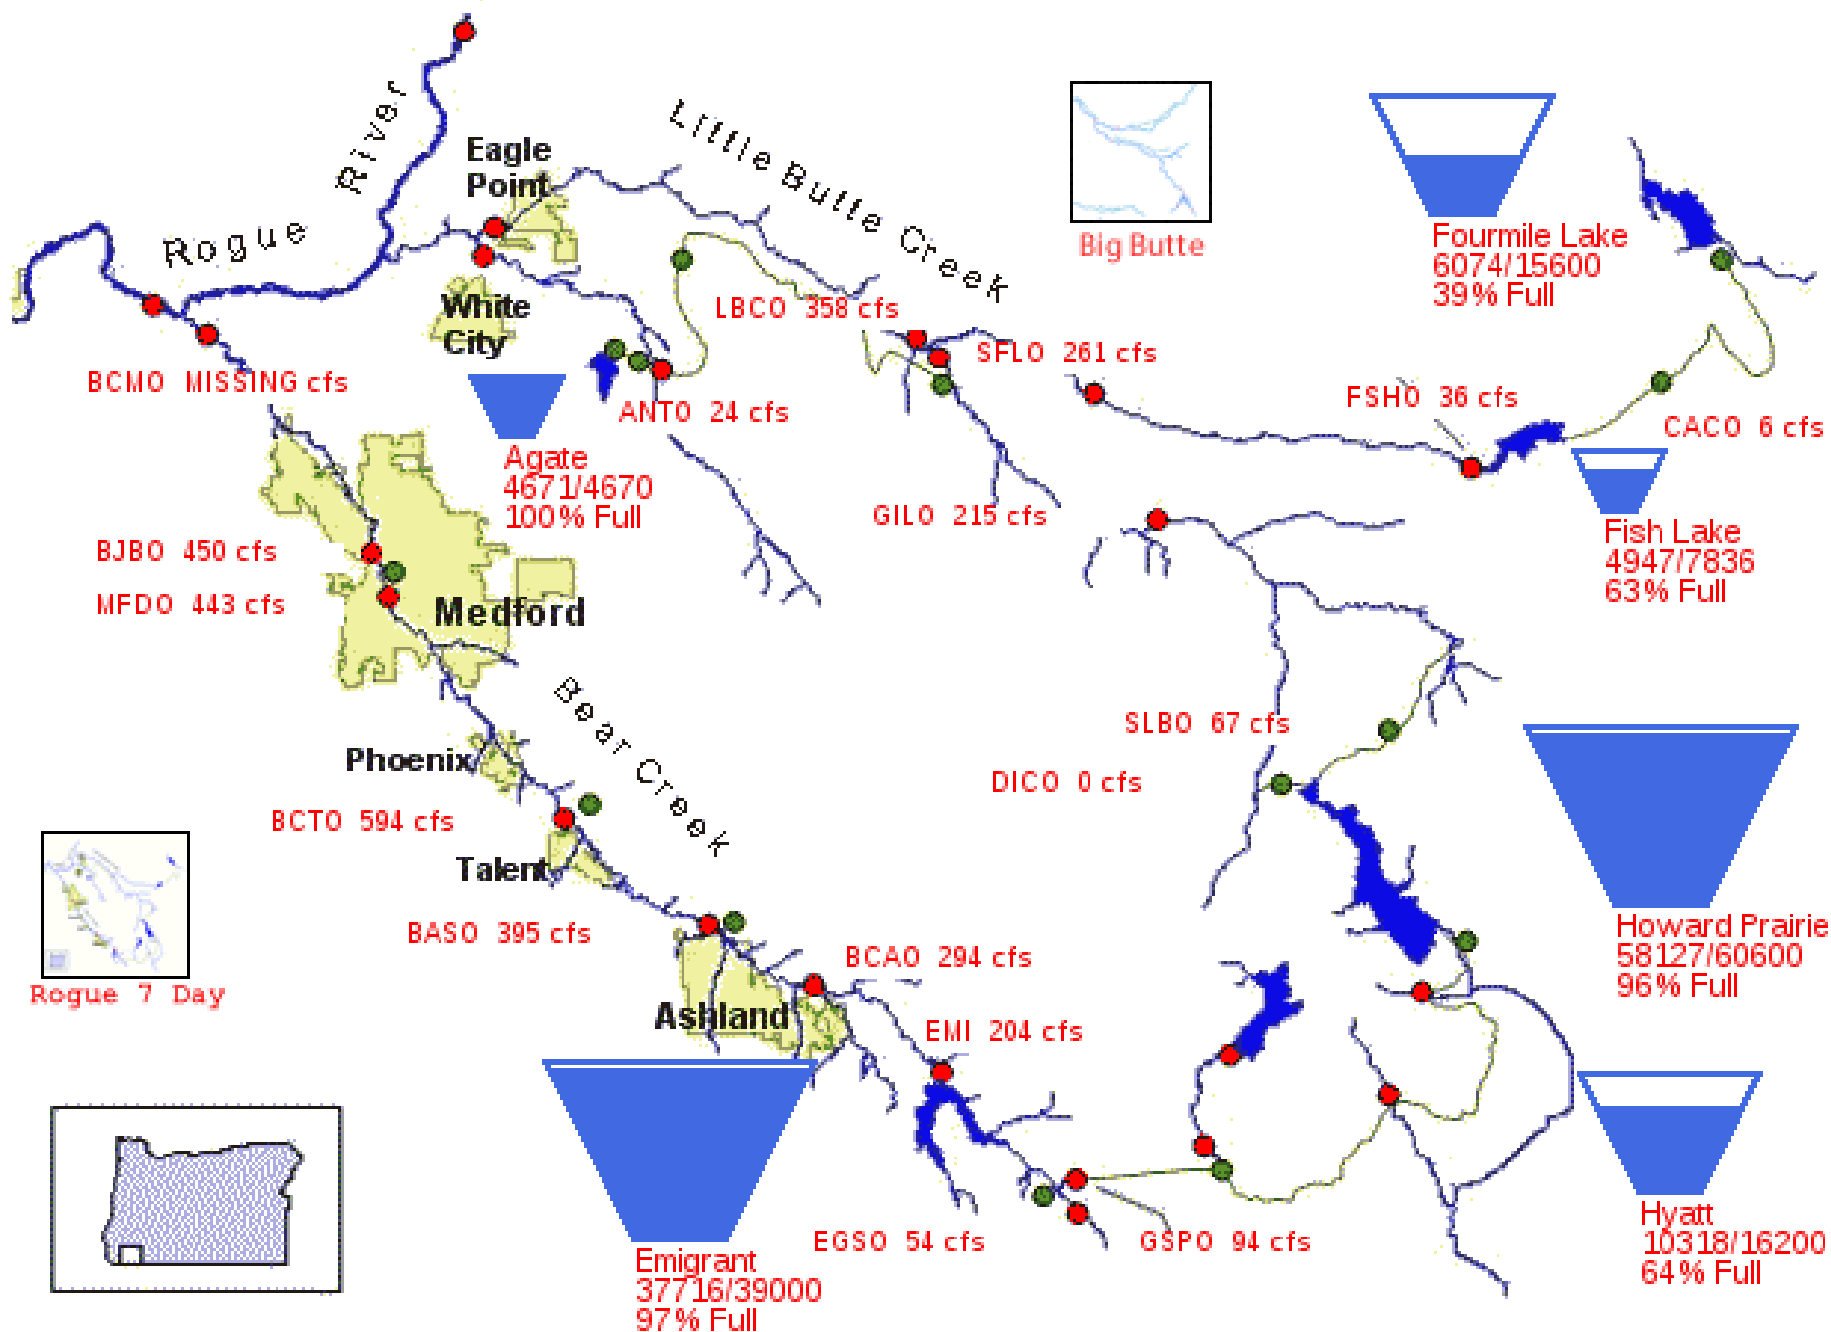 Rogue River
Little Butte Creek
Eagle
Point
Big Butte
Fourmile Lake
6074/15600
39% Full
White
City
LBCO 358 cfs
SFLO 261 cfs
BCMO MISSING cfs
ANTO 24 cfs
FSHO 36 cfs
CACO 6 cfs
Agate
4671/4670
100% Full
GILO 215 cfs
Fish Lake
4947/7836
63% Full
BJBO 450 cfs
MFDO 443 cfs
Medford
Bear Creek
SLBO 67 cfs
Phoenix
DICO 0 cfs
BCTO 594 cfs
Talent
Howard Prairie
58127/60600
96% Full
BASO 395 cfs
BCAO 294 cfs
Rogue 7 Day
Ashland
EMI 204 cfs
EGSO 54 cfs
GSPO 94 cfs
Hyatt
10318/16200
64% Full
Emigrant
37716/39000
97% Full